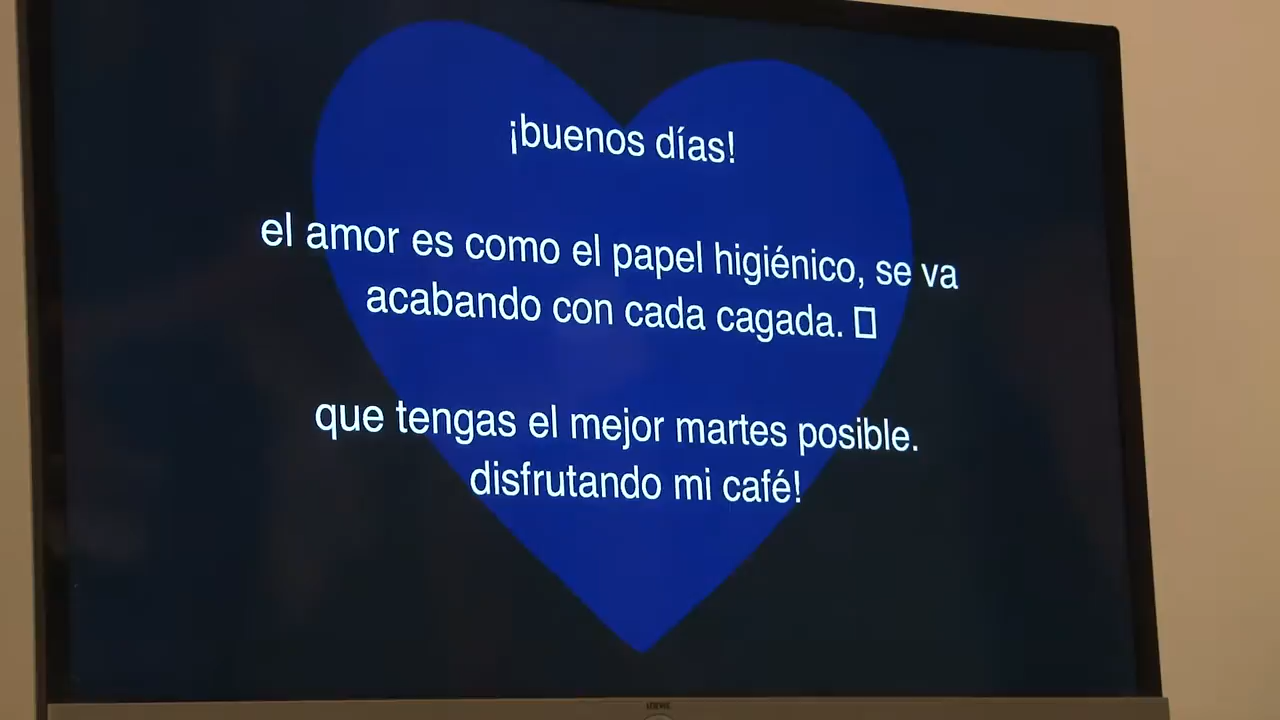 ¡buenos días!
el amor es como el papel higiénico, se va
acabando con cada cagada. 
que tengas el mejor martes posible.
disfrutando mi café!
LOEWE